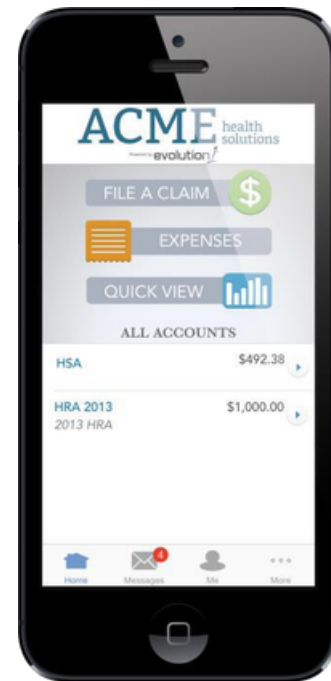 ACME health
solutions
Powered by evolution1
FILE A CLAIM $
EXPENSES
QUICK VIEW
ALL ACCOUNTS
HSA $492.38
HRA 2013 $1,000.00
2013 HRA
4
Home Messages Me More